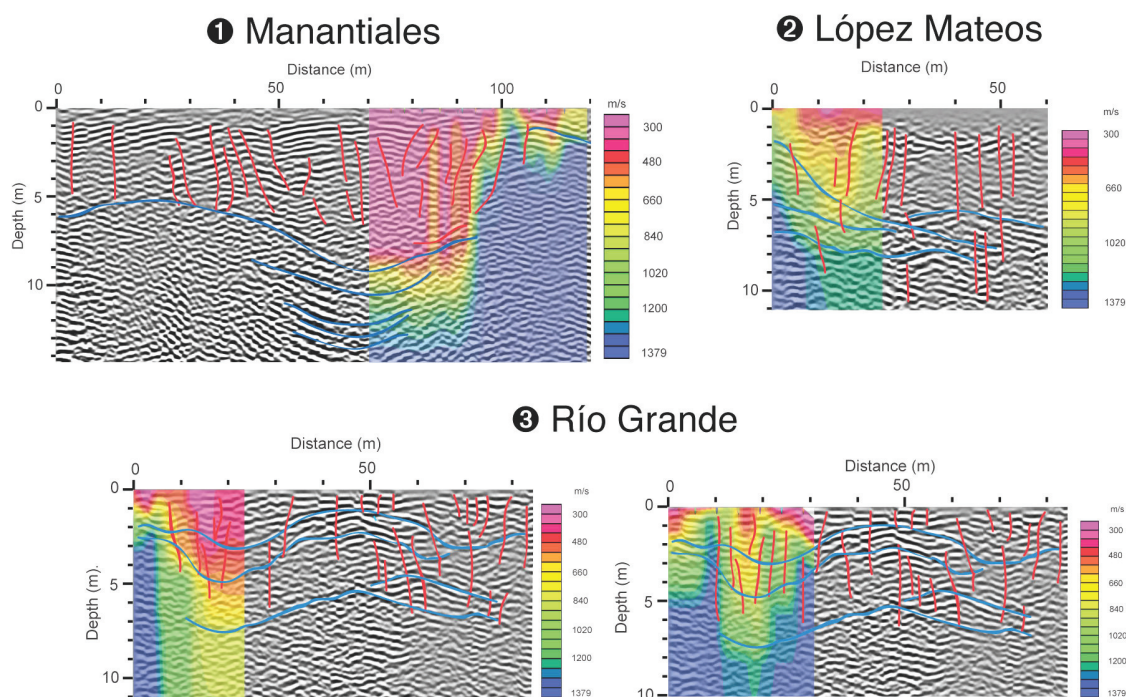 ❶ Manantiales
Distance (m)
0 50 100
Depth (m)
0
5
10
m/s
300
480
660
840
1020
1200
1379
❷ López Mateos
Distance (m)
0 50
Depth (m)
0
5
10
m/s
300
660
1020
1379
❸ Río Grande
Distance (m)
0 50
Depth (m).
0
5
10
m/s
300
480
660
840
1020
1200
1379
Distance (m)
0 50
Depth (m)
0
5
10
m/s
300
480
660
840
1020
1200
1379